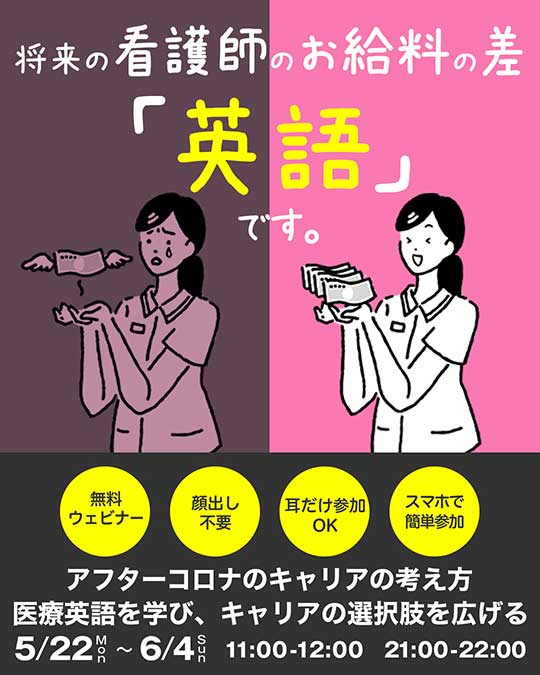 将来の看護師のお給料の差
「英語」
です。
無料
ウェビナー
顔出し
不要
耳だけ参加
OK
スマホで
簡単参加
アフターコロナのキャリアの考え方
医療英語を学び、キャリアの選択肢を広げる
5/22 Mon ～ 6/4 Sun 11:00-12:00 21:00-22:00